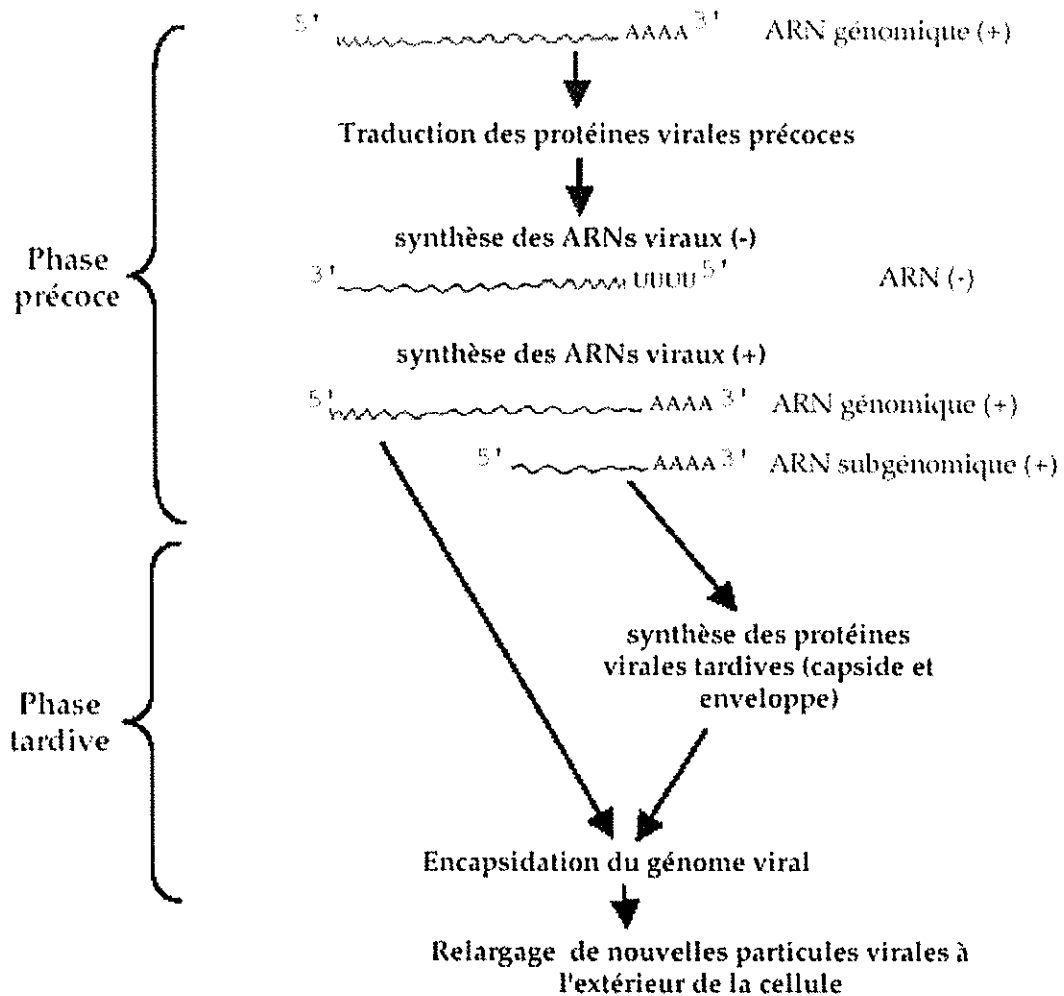 5' AAAA 3' ARN génomique (+)
Traduction des protéines virales précoces
synthèse des ARNs viraux (-)
3' UUUU 5' ARN (-)
Phase
précoce
synthèse des ARNs viraux (+)
5' AAAA 3' ARN génomique (+)
5' AAAA 3' ARN subgénomique (+)
synthèse des protéines
virales tardives (capside et
enveloppe)
Phase
tardive
Encapsidation du génome viral
Relargage de nouvelles particules virales à
l'extérieur de la cellule